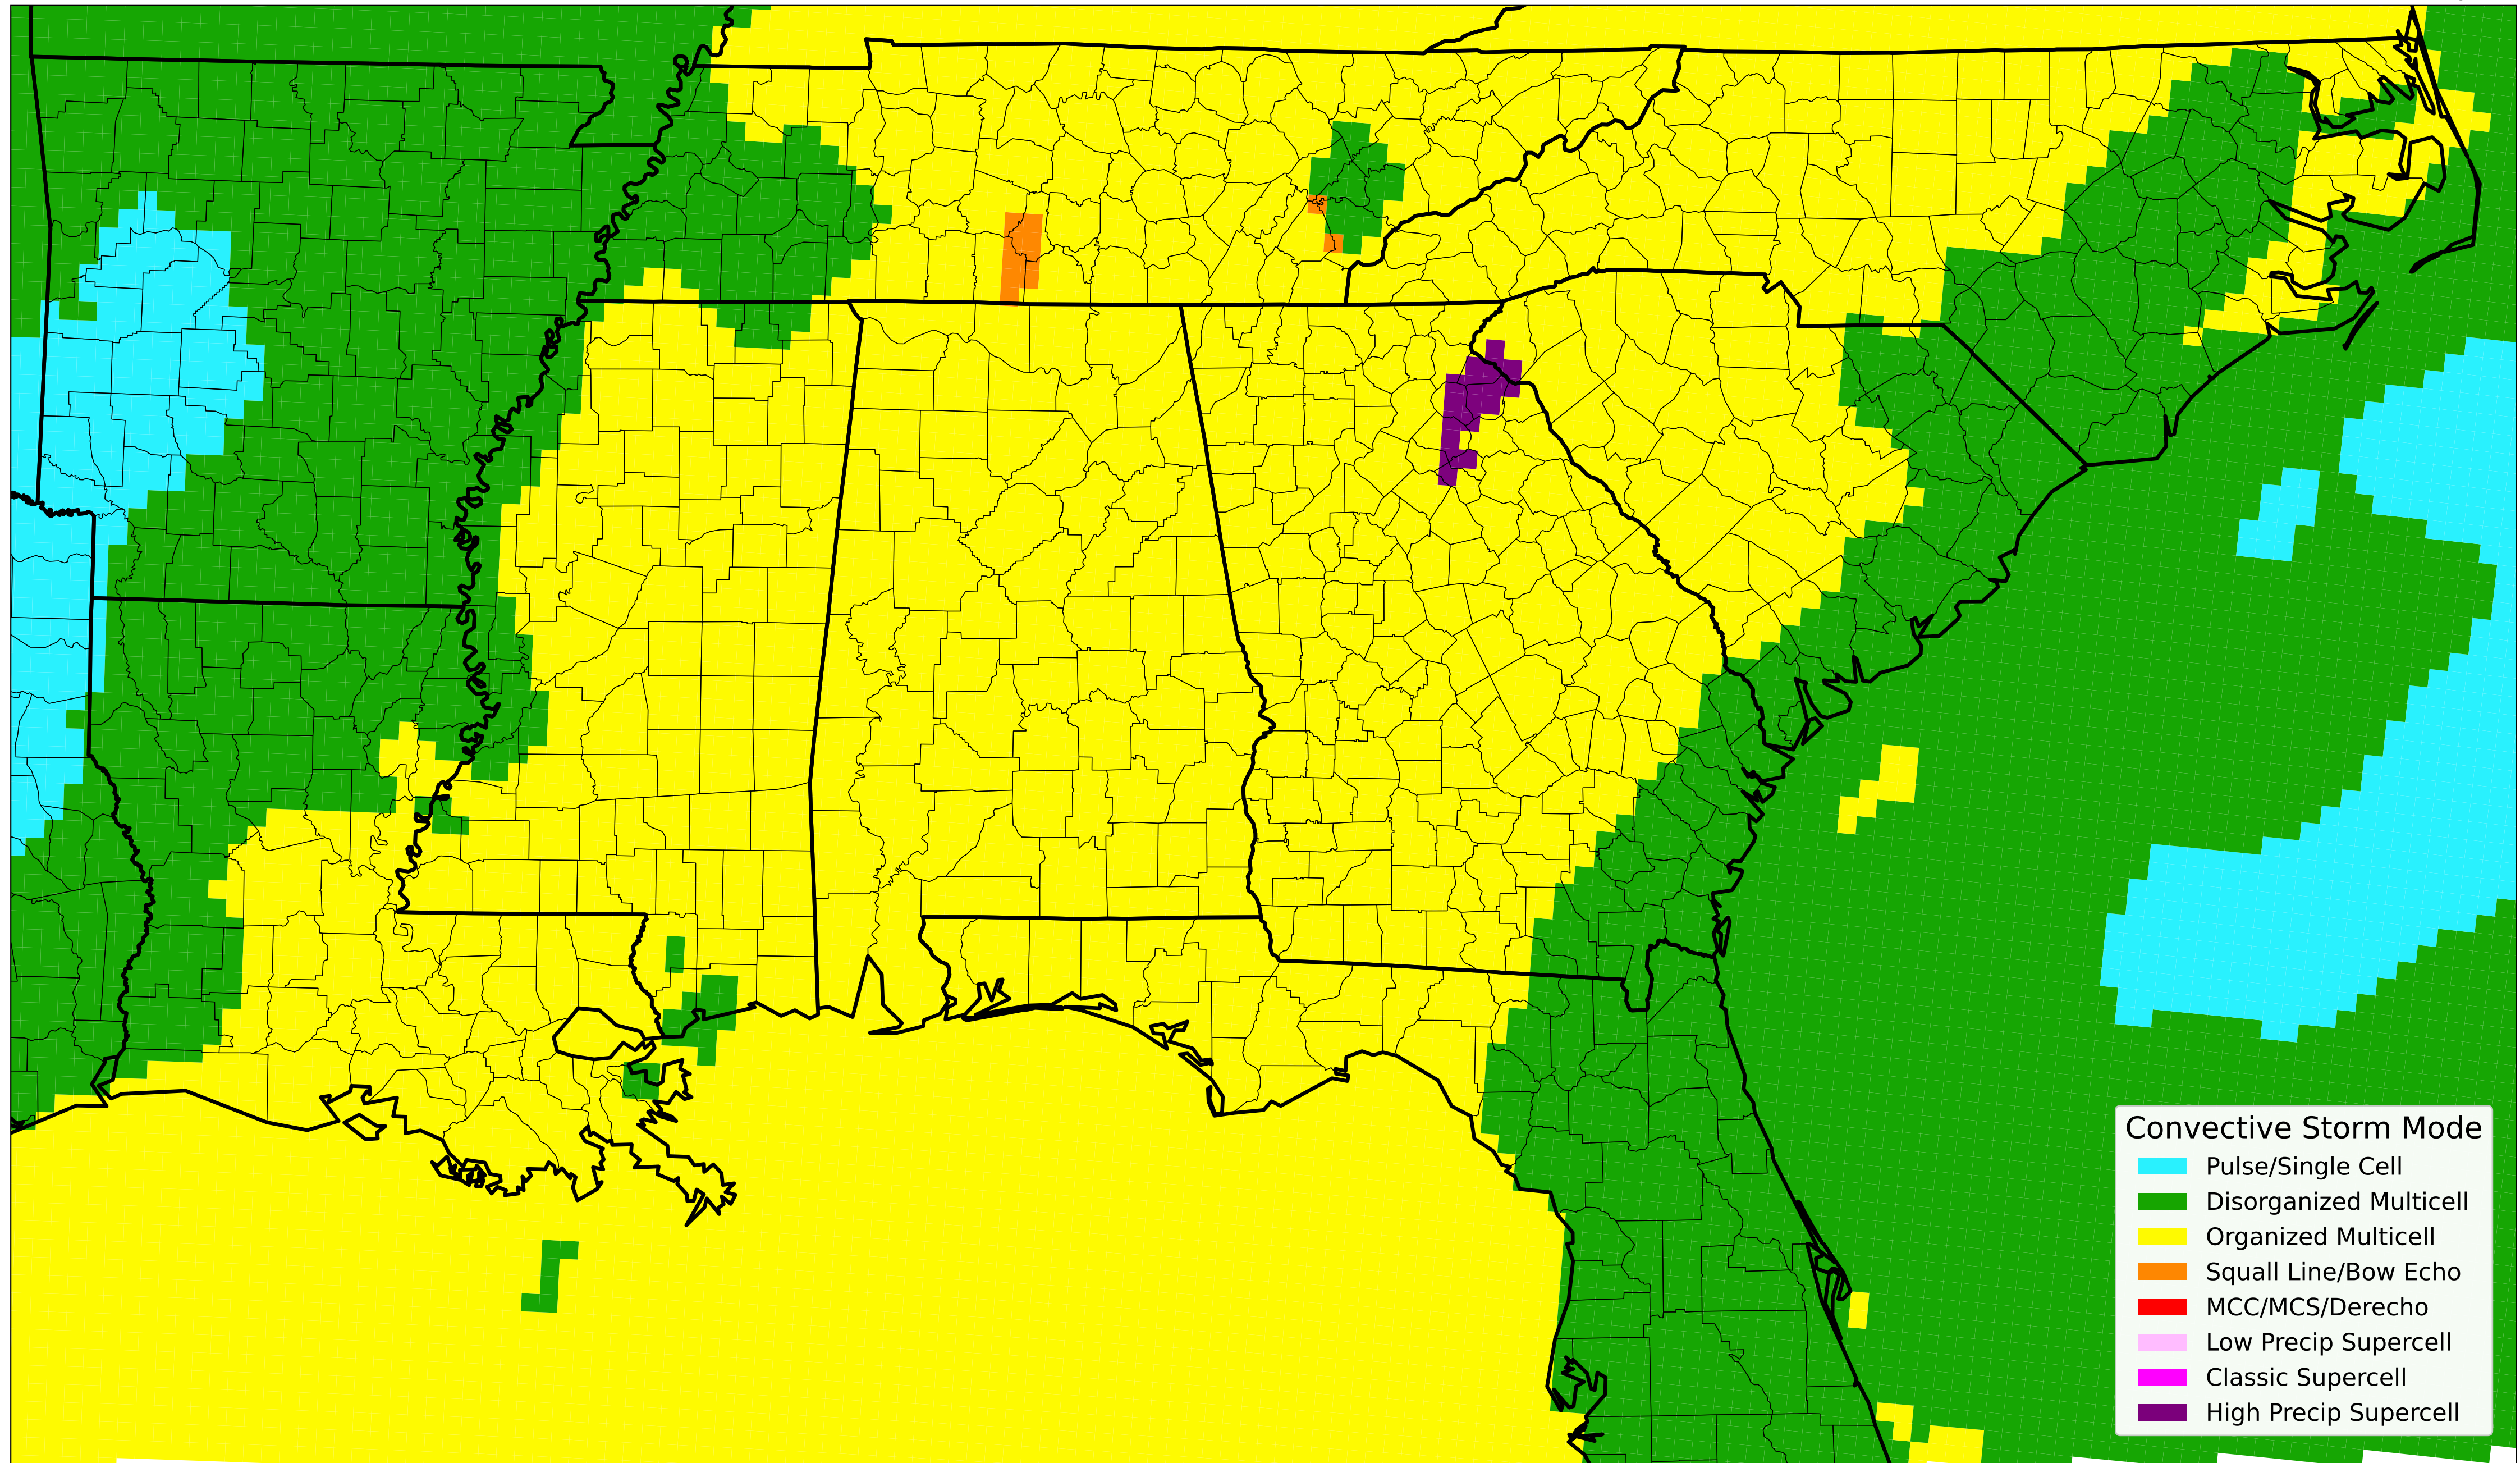 Convective Storm Mode
Pulse/Single Cell
Disorganized Multicell
Organized Multicell
Squall Line/Bow Echo
MCC/MCS/Derecho
Low Precip Supercell
Classic Supercell
High Precip Supercell